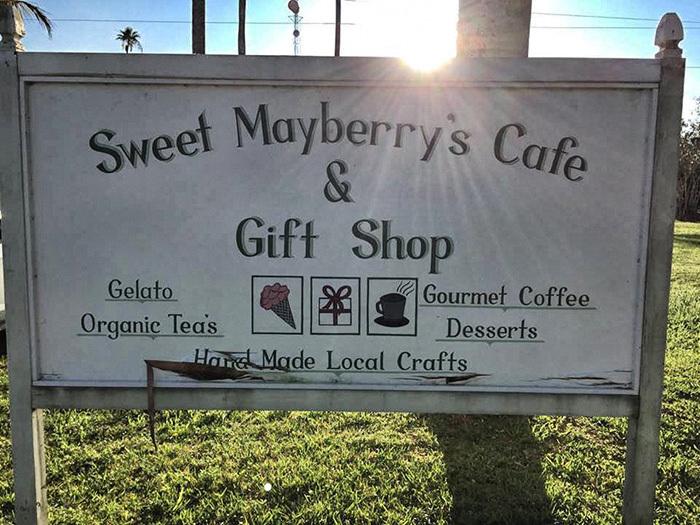 Sweet Mayberry's Cafe
&
Gift Shop
Gelato
Organic Tea's
Gourmet Coffee
Desserts
Hand Made Local Crafts